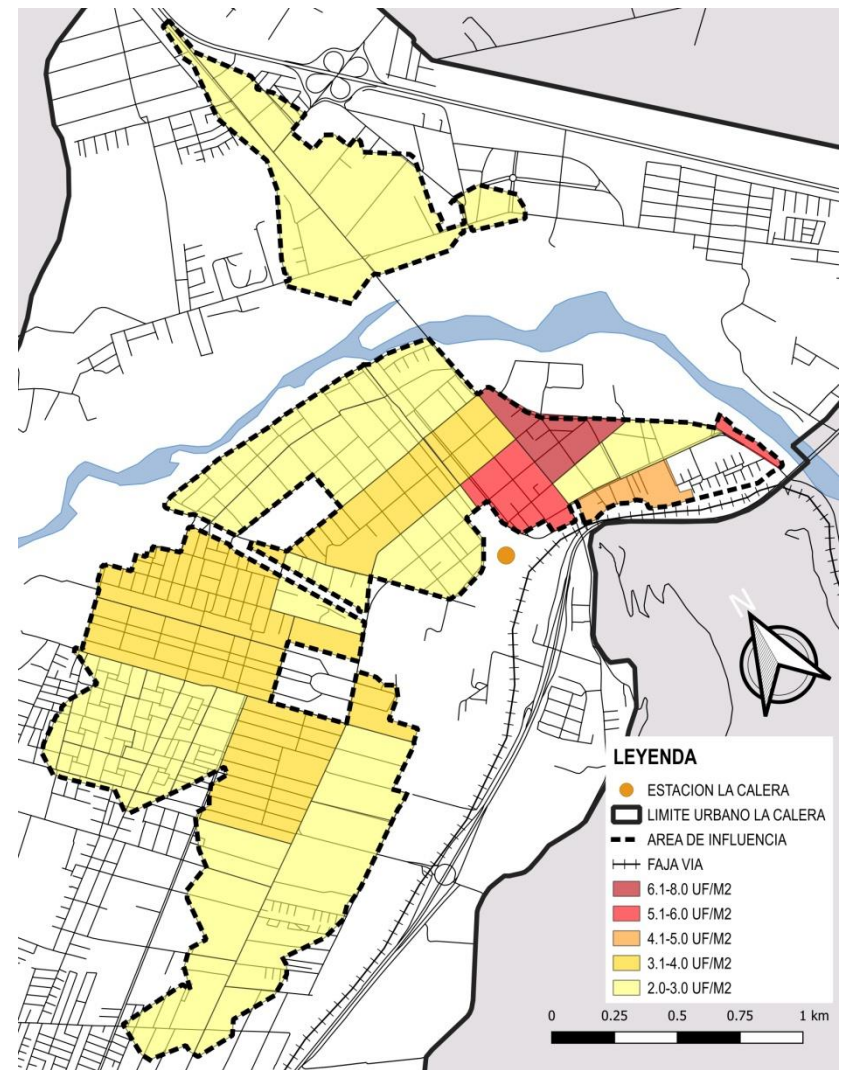 N
LEYENDA
ESTACION LA CALERA
LIMITE URBANO LA CALERA
AREA DE INFLUENCIA
FAJA VIA
6.1-8.0 UF/M2
5.1-6.0 UF/M2
4.1-5.0 UF/M2
3.1-4.0 UF/M2
2.0-3.0 UF/M2
0 0.25 0.5 0.75 1 km